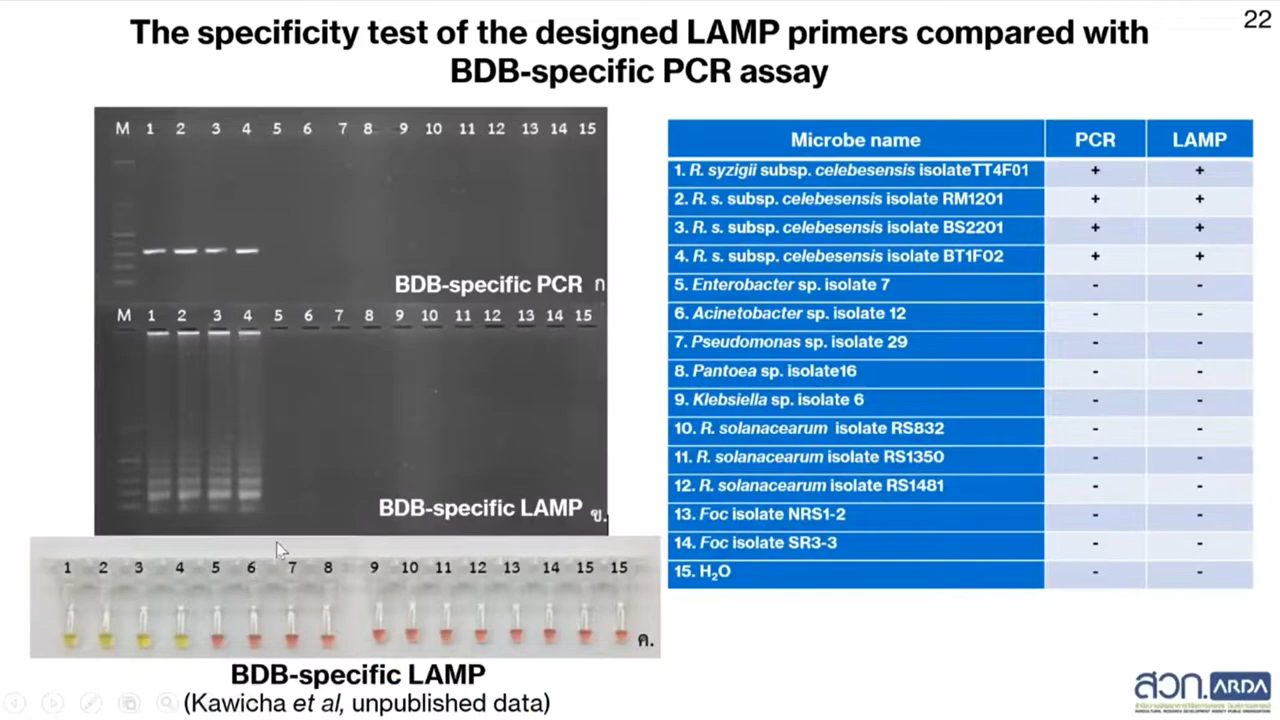 22
The specificity test of the designed LAMP primers compared with
BDB-specific PCR assay
M 1 2 3 4 5 6 7 8 9 10 11 12 13 14 15
BDB-specific PCR ก
M 1 2 3 4 5 6 7 8 9 10 11 12 13 14 15
BDB-specific LAMP ข.
1 2 3 4 5 6 7 8 9 10 11 12 13 14 15 15
ค.
BDB-specific LAMP
(Kawicha et al, unpublished data)
Microbe name PCR LAMP
1. R. syzigii subsp. celebesensis isolateTT4F01 + +
2. R. s. subsp. celebesensis isolate RM1201 + +
3. R. s. subsp. celebesensis isolate BS2201 + +
4. R. s. subsp. celebesensis isolate BT1F02 + +
5. Enterobacter sp. isolate 7 - -
6. Acinetobacter sp. isolate 12 - -
7. Pseudomonas sp. isolate 29 - -
8. Pantoea sp. isolate16 - -
9. Klebsiella sp. isolate 6 - -
10. R. solanacearum isolate RS832 - -
11. R. solanacearum isolate RS1350 - -
12. R. solanacearum isolate RS1481 - -
13. Foc isolate NRS1-2 - -
14. Foc isolate SR3-3 - -
15. H₂O - -
สวก. ARDA